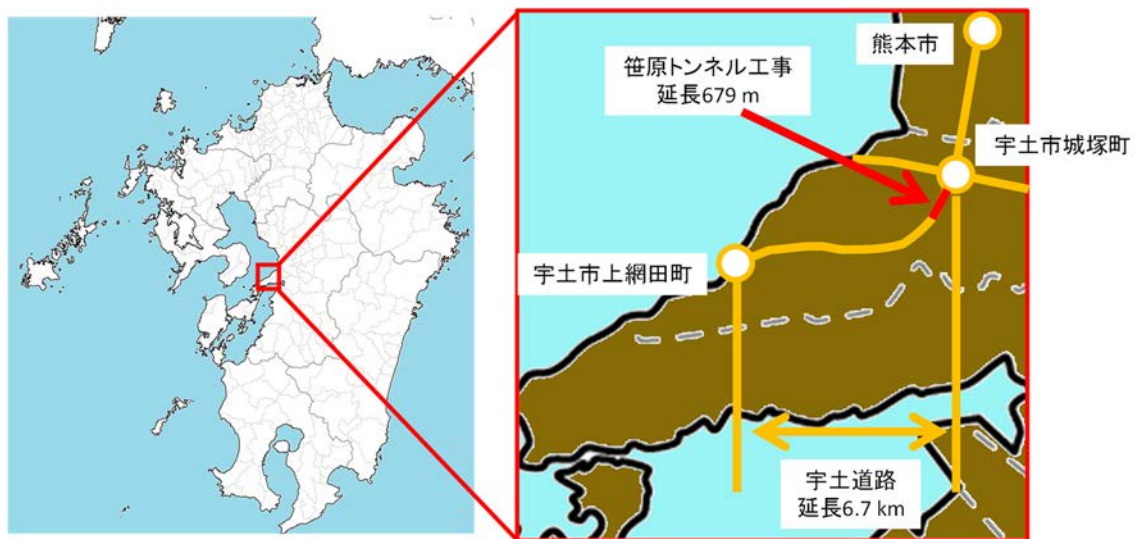 熊本市
笹原トンネル工事
延長679 m
宇土市城塚町
宇土市上網田町
宇土道路
延長6.7 km